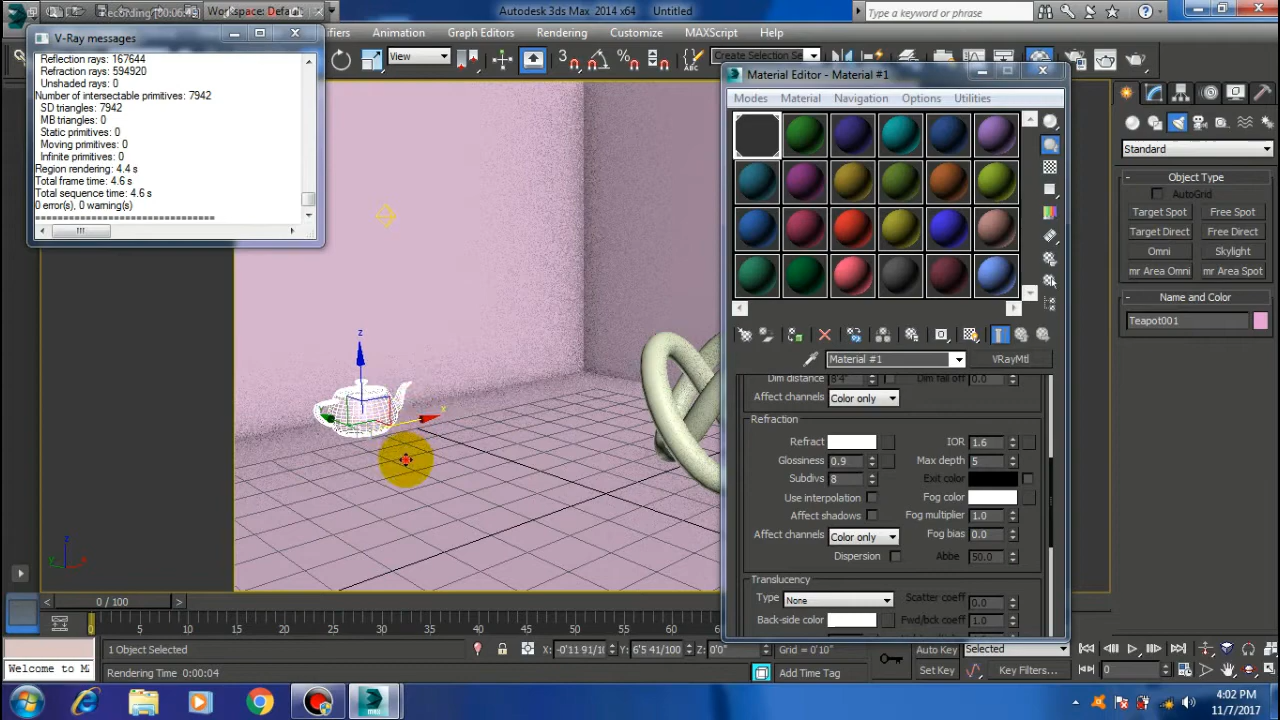 Recording [00:06:4
Workspace: Default
Autodesk 3ds Max 2014 x64 Untitled
Type a keyword or phrase
V-Ray messages
ifiers Animation Graph Editors Rendering Customize MAXScript Help
View
Create Selection Se
Reflection rays: 167644
Refraction rays: 594920
Unshaded rays: 0
Number of intersectable primitives: 7942
SD triangles: 7942
MB triangles: 0
Static primitives: 0
Moving primitives: 0
Infinite primitives: 0
Region rendering: 4.4 s
Total frame time: 4.6 s
Total sequence time: 4.6 s
0 error(s), 0 warning(s)
==============================
Material Editor - Material #1
Modes Material Navigation Options Utilities
Material #1
VRayMtl
Dim distance 8'4" Dim fall off 0.0
Affect channels Color only
Refraction
Refract IOR 1.6
Glossiness 0.9 Max depth 5
Subdivs 8 Exit color
Use interpolation Fog color
Affect shadows Fog multiplier 1.0
Affect channels Color only Fog bias 0.0
Dispersion Abbe 50.0
Translucency
Type None Scatter coeff 0.0
Back-side color Fwd/bck coeff 1.0
Standard
- Object Type
AutoGrid
Target Spot Free Spot
Target Direct Free Direct
Omni Skylight
mr Area Omni mr Area Spot
- Name and Color
Teapot001
z
x
z
y x
< 0 / 100 >
0 5 10 15 20 25 30 35 40 45 50 55 60 65
1 Object Selected
X: -0'11 91/10 Y: 6'5 41/100 Z: 0'0" Grid = 0'10"
Auto Key Selected
Welcome to M
Rendering Time 0:00:04
Add Time Tag
Set Key Key Filters... 0
4:02 PM
11/7/2017